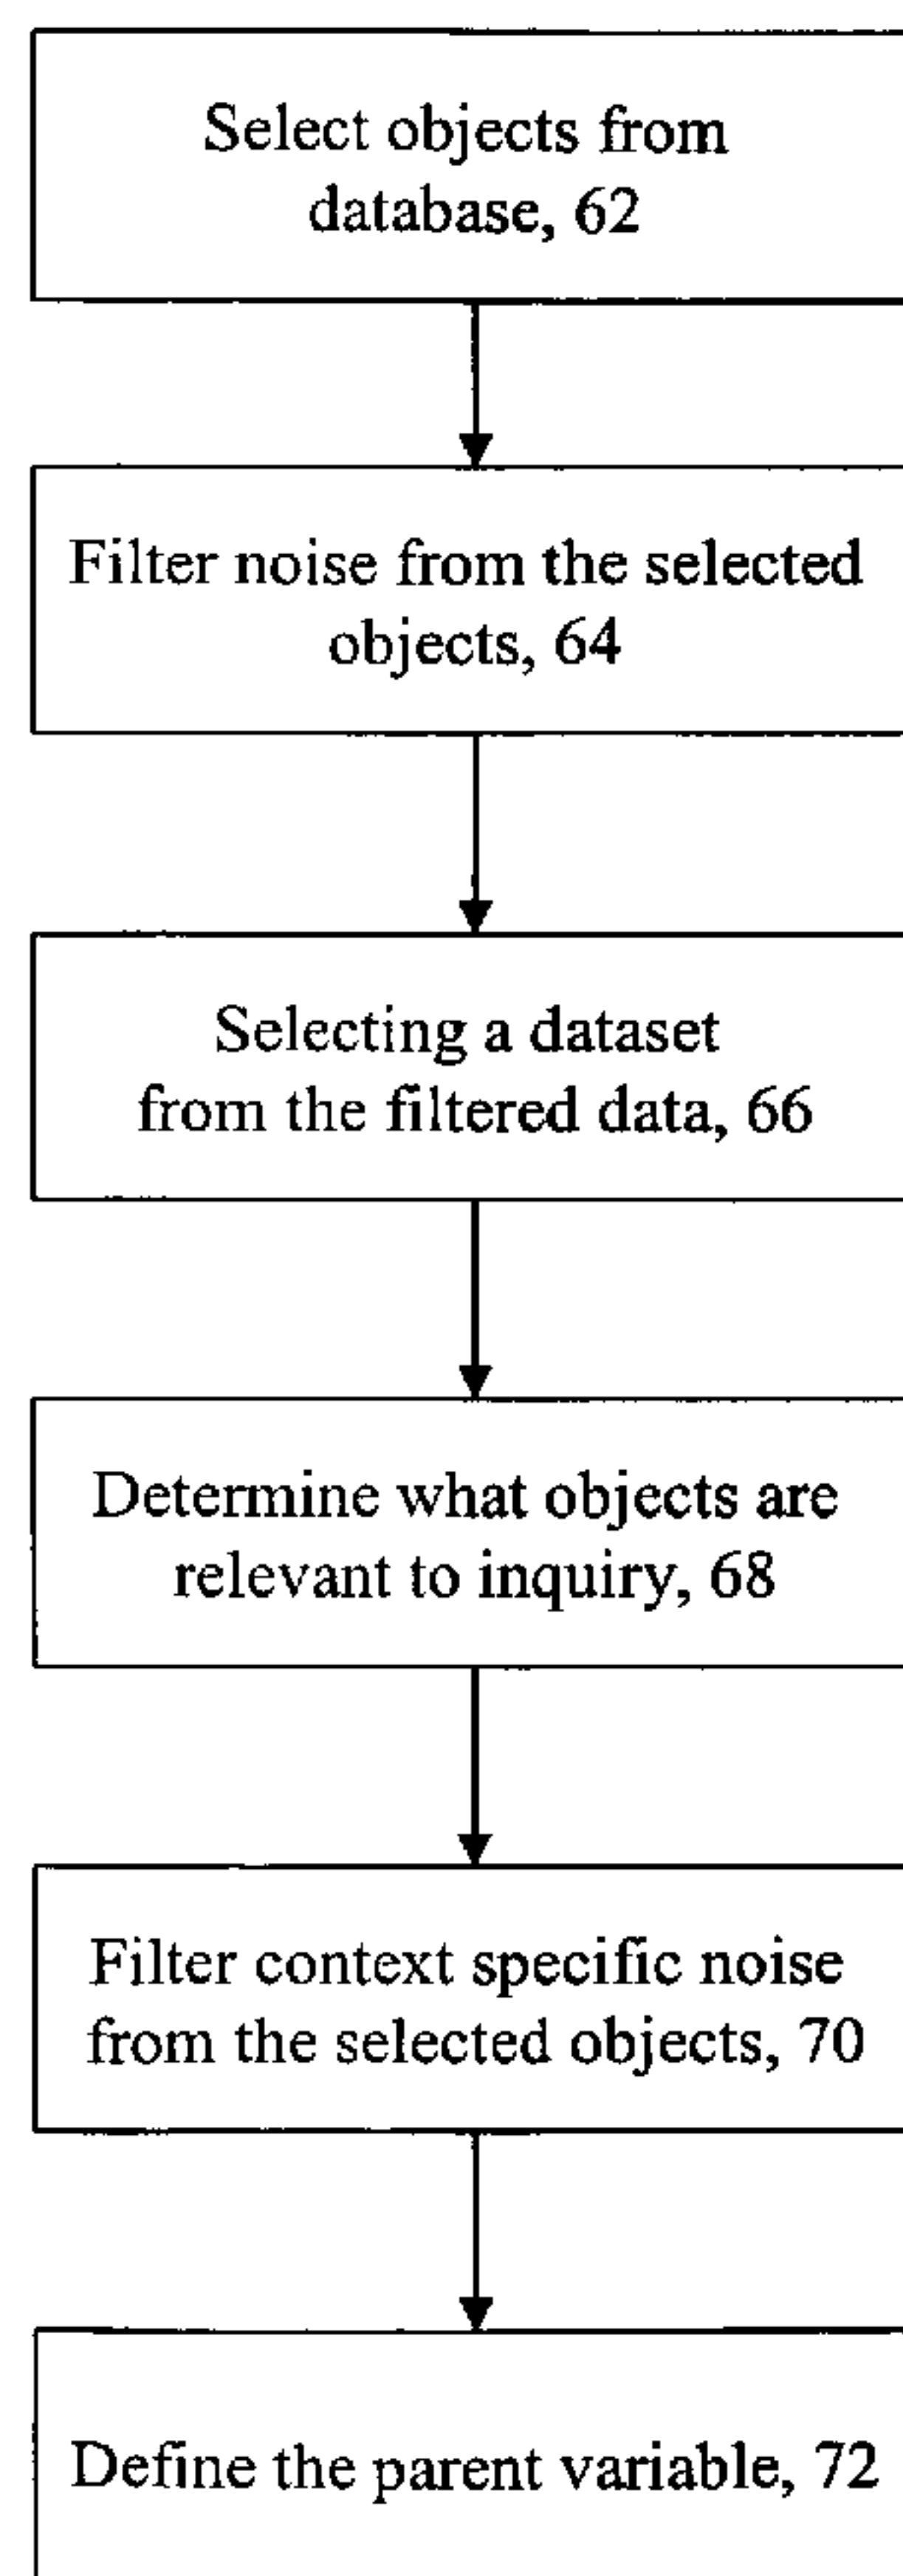 Select objects from
database, 62
Filter noise from the selected
objects, 64
Selecting a dataset
from the filtered data, 66
Determine what objects are
relevant to inquiry, 68
Filter context specific noise
from the selected objects, 70
Define the parent variable, 72